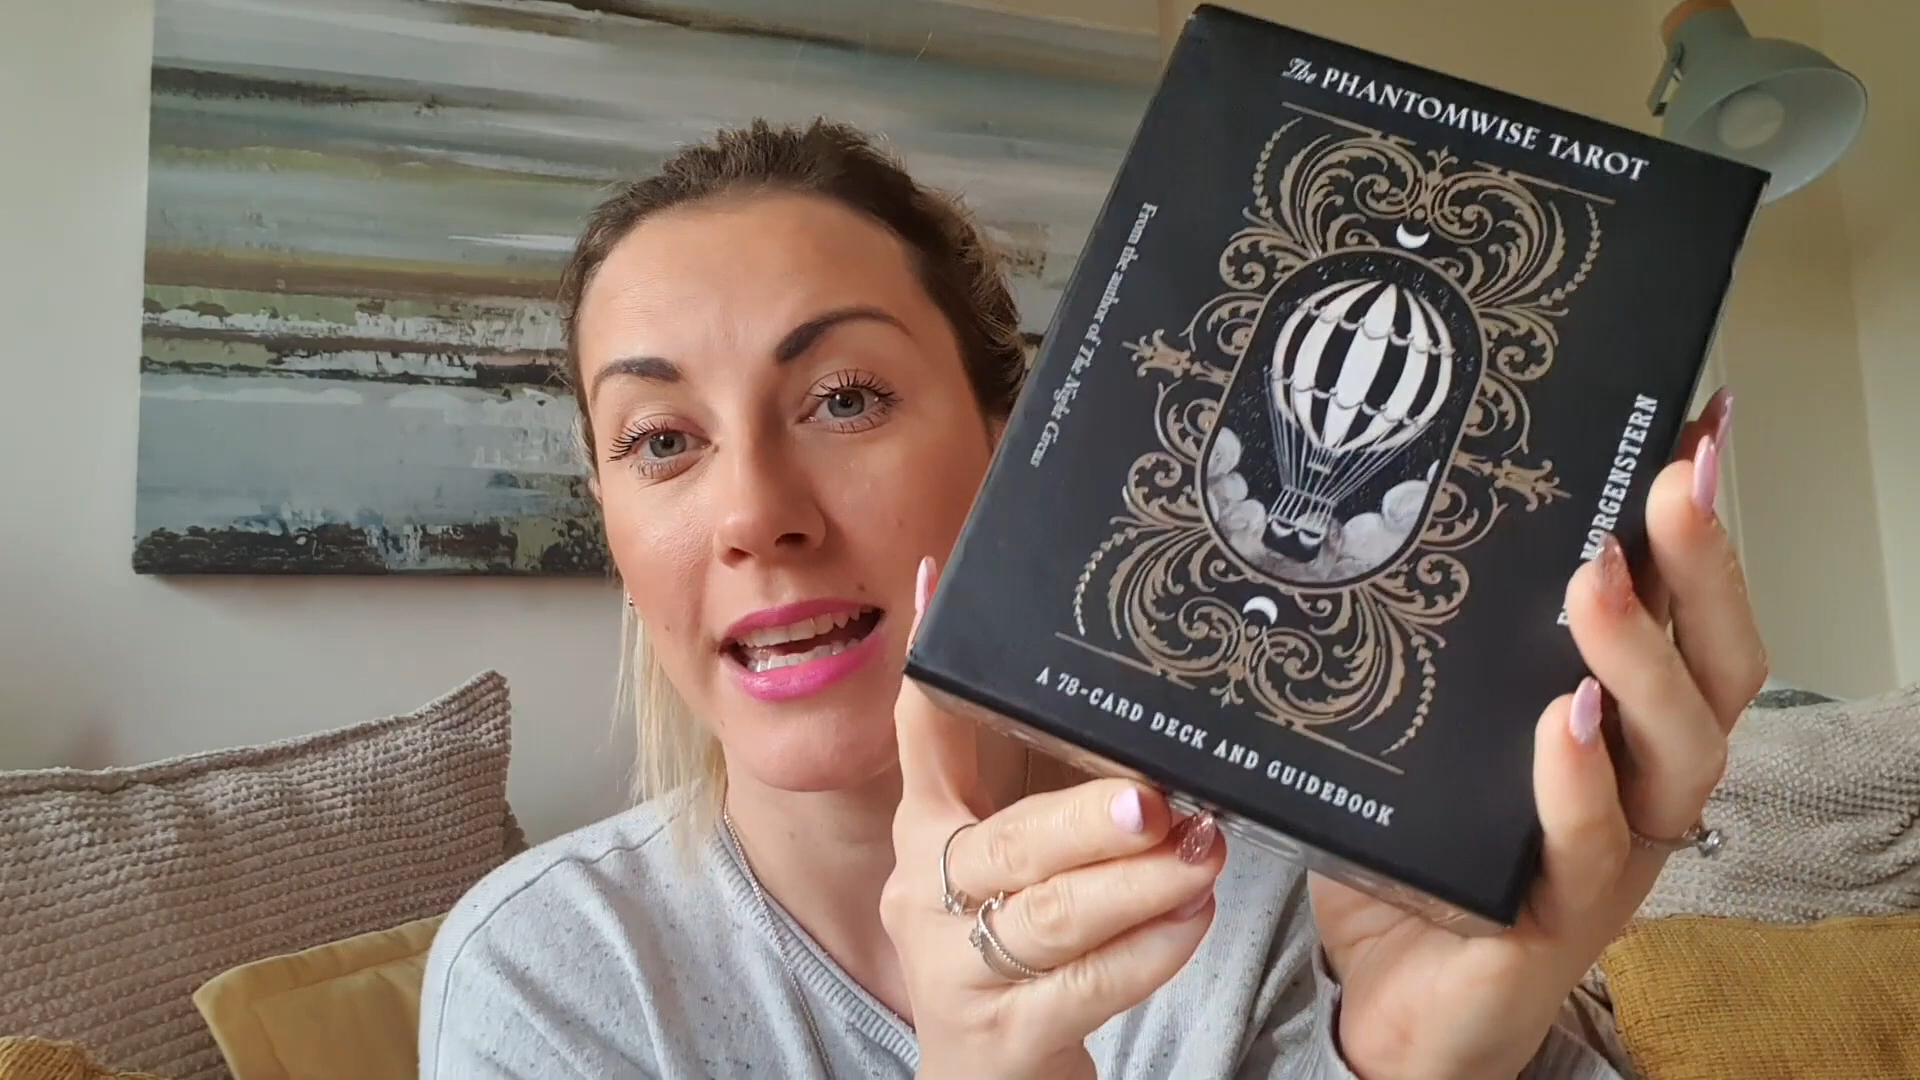 The PHANTOMWISE TAROT
From the author of The Night Circus
MORGENSTERN
A 78-CARD DECK AND GUIDEBOOK